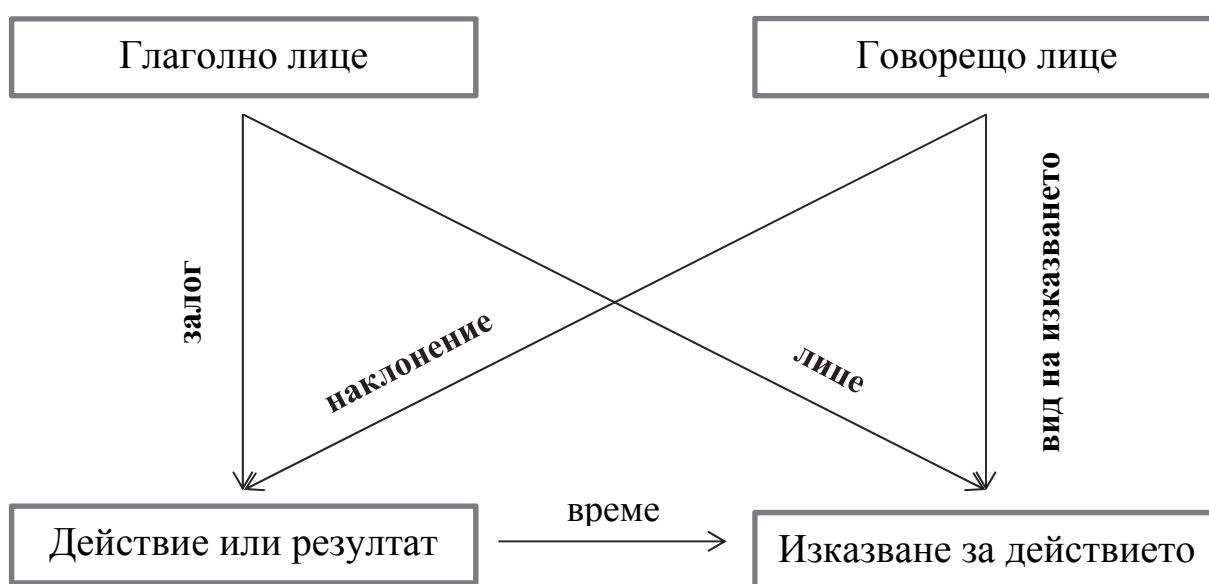 Глаголно лице
Говорещо лице
залог
наклонение
лице
вид на изказването
време
Действие или резултат
Изказване за действието